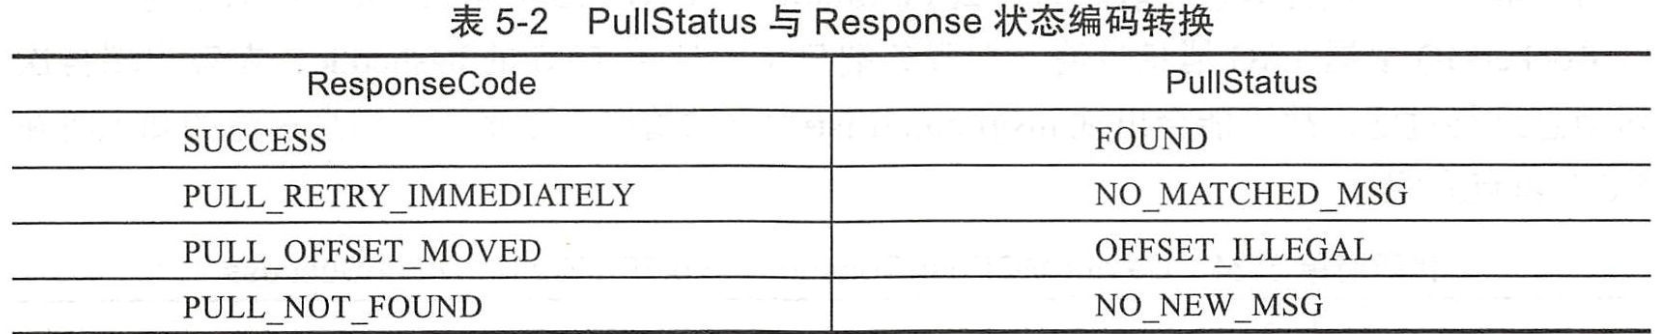 表 5-2 PullStatus 与 Response 状态编码转换
ResponseCode PullStatus
SUCCESS FOUND
PULL_RETRY_IMMEDIATELY NO_MATCHED_MSG
PULL_OFFSET_MOVED OFFSET_ILLEGAL
PULL_NOT_FOUND NO_NEW_MSG